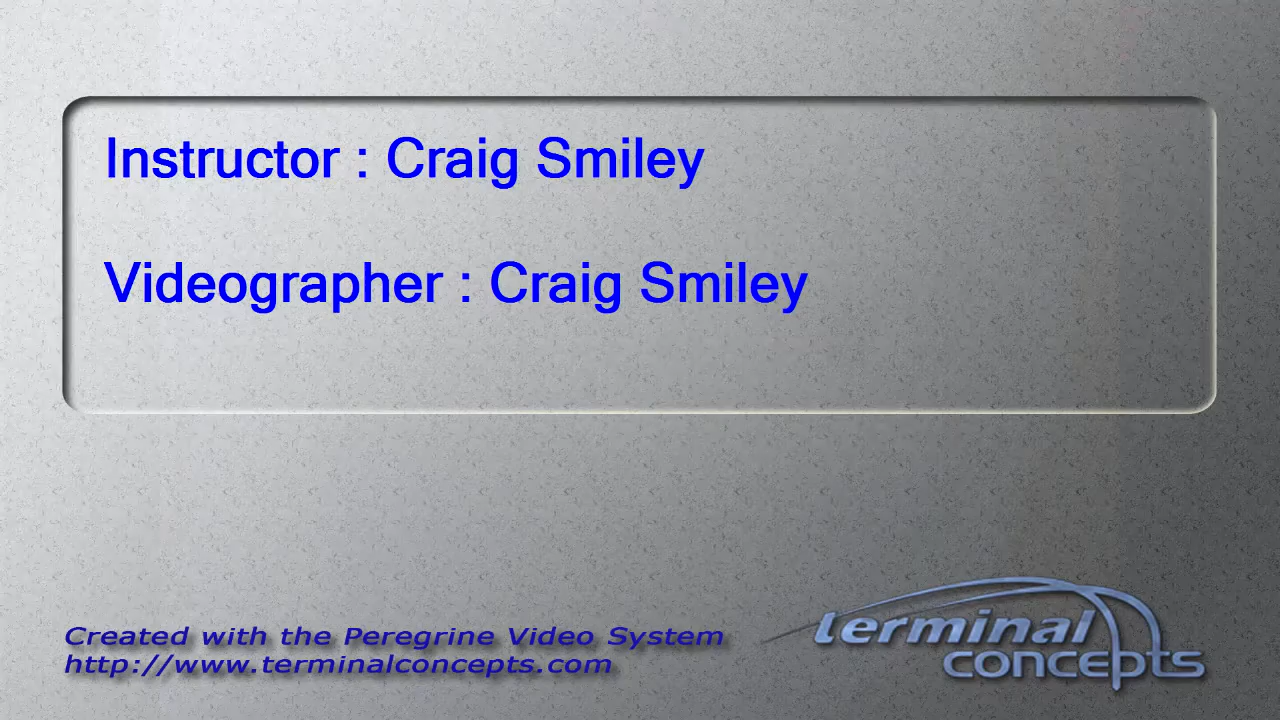 Instructor : Craig Smiley
Videographer : Craig Smiley
Created with the Peregrine Video System
http://www.terminalconcepts.com
terminal
concepts